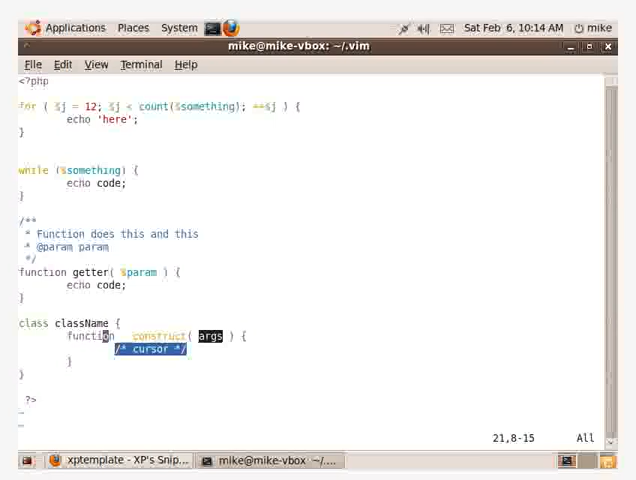 Applications Places System Sat Feb 6, 10:14 AM mike
mike@mike-vbox: ~/.vim
File Edit View Terminal Help
<?php
for ( $j = 12; $j < count($something); ++$j ) {
echo 'here';
}
while ($something) {
echo code;
}
/**
* Function does this and this
* @param param
*/
function getter( $param ) {
echo code;
}
class className {
function __construct( args ) {
/* cursor */
}
}
?>
~
~
21,8-15 All
xptemplate - XP's Snip... mike@mike-vbox: ~/....